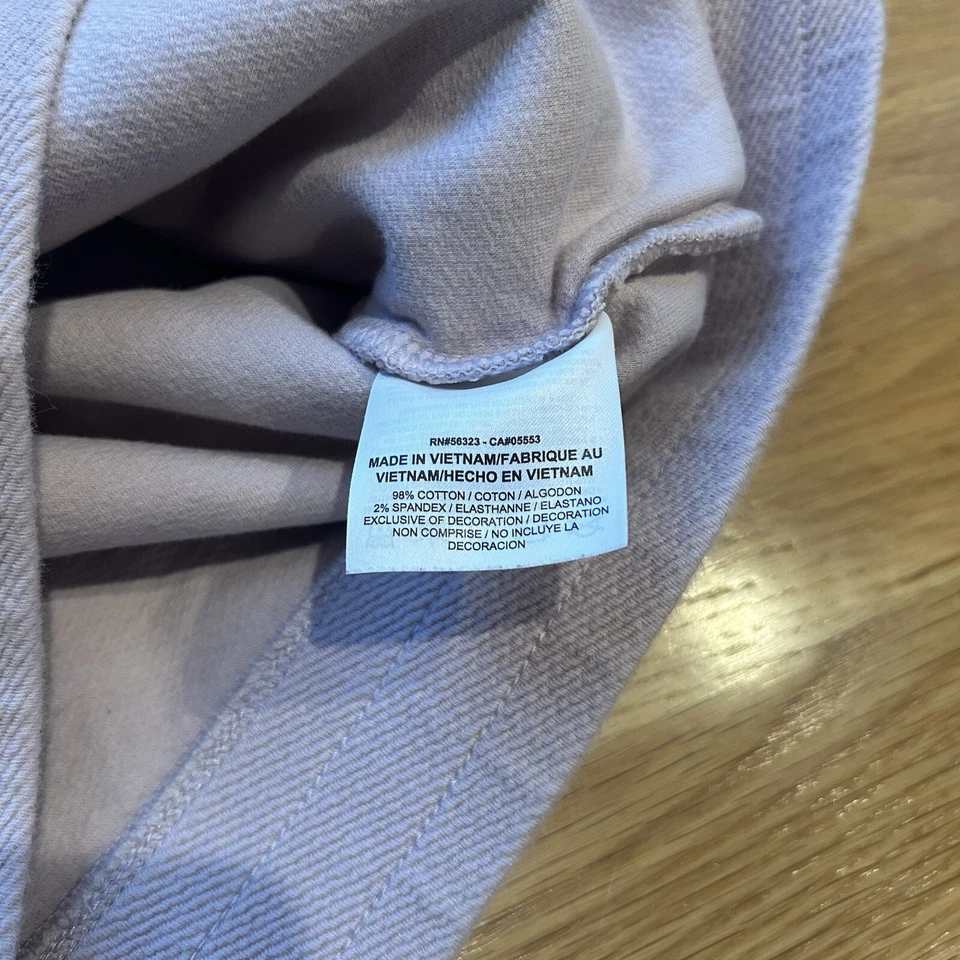 RN#56323 - CA#05553
MADE IN VIETNAM/FABRIQUE AU
VIETNAM/HECHO EN VIETNAM
98% COTTON / COTON / ALGODON
2% SPANDEX / ELASTHANNE / ELASTANO
EXCLUSIVE OF DECORATION / DECORATION
NON COMPRISE / NO INCLUYE LA
DECORACION